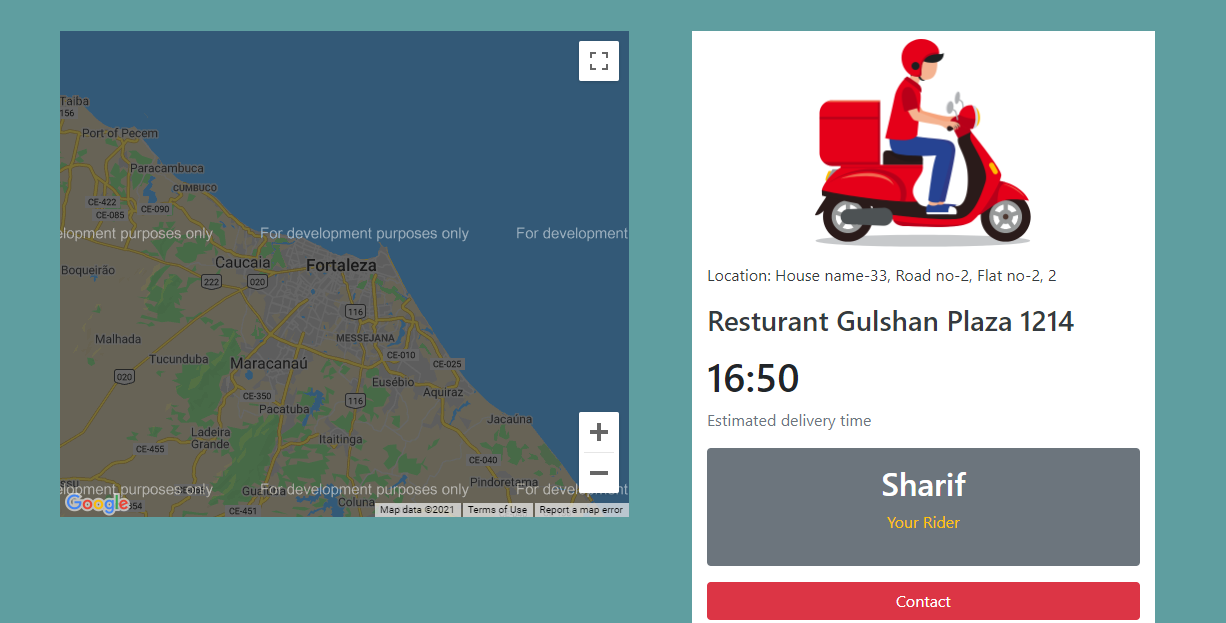 Taiba
156
Port of Pecem
Paracambuca
CUMBUCO
CE-422
CE-090
CE-085
elopment purposes only
For development purposes only
For development
Caucaia
Fortaleza
Boqueirão
222
020
116
MESSEJANA
Malhada
CE-010
Tucunduba
Maracanaú
CE-025
020
Eusébio
Aquiraz
CE-350
116
Pacatuba
Jacaúna
Ladeira
Grande
Itaitinga
CE-455
CE-040
Pindoretama
elopment purposes only
For development purposes only
For development
Google
Coluna
CE-451
Map data ©2021
Terms of Use
Report a map error
Location: House name-33, Road no-2, Flat no-2, 2
Resturant Gulshan Plaza 1214
16:50
Estimated delivery time
Sharif
Your Rider
Contact